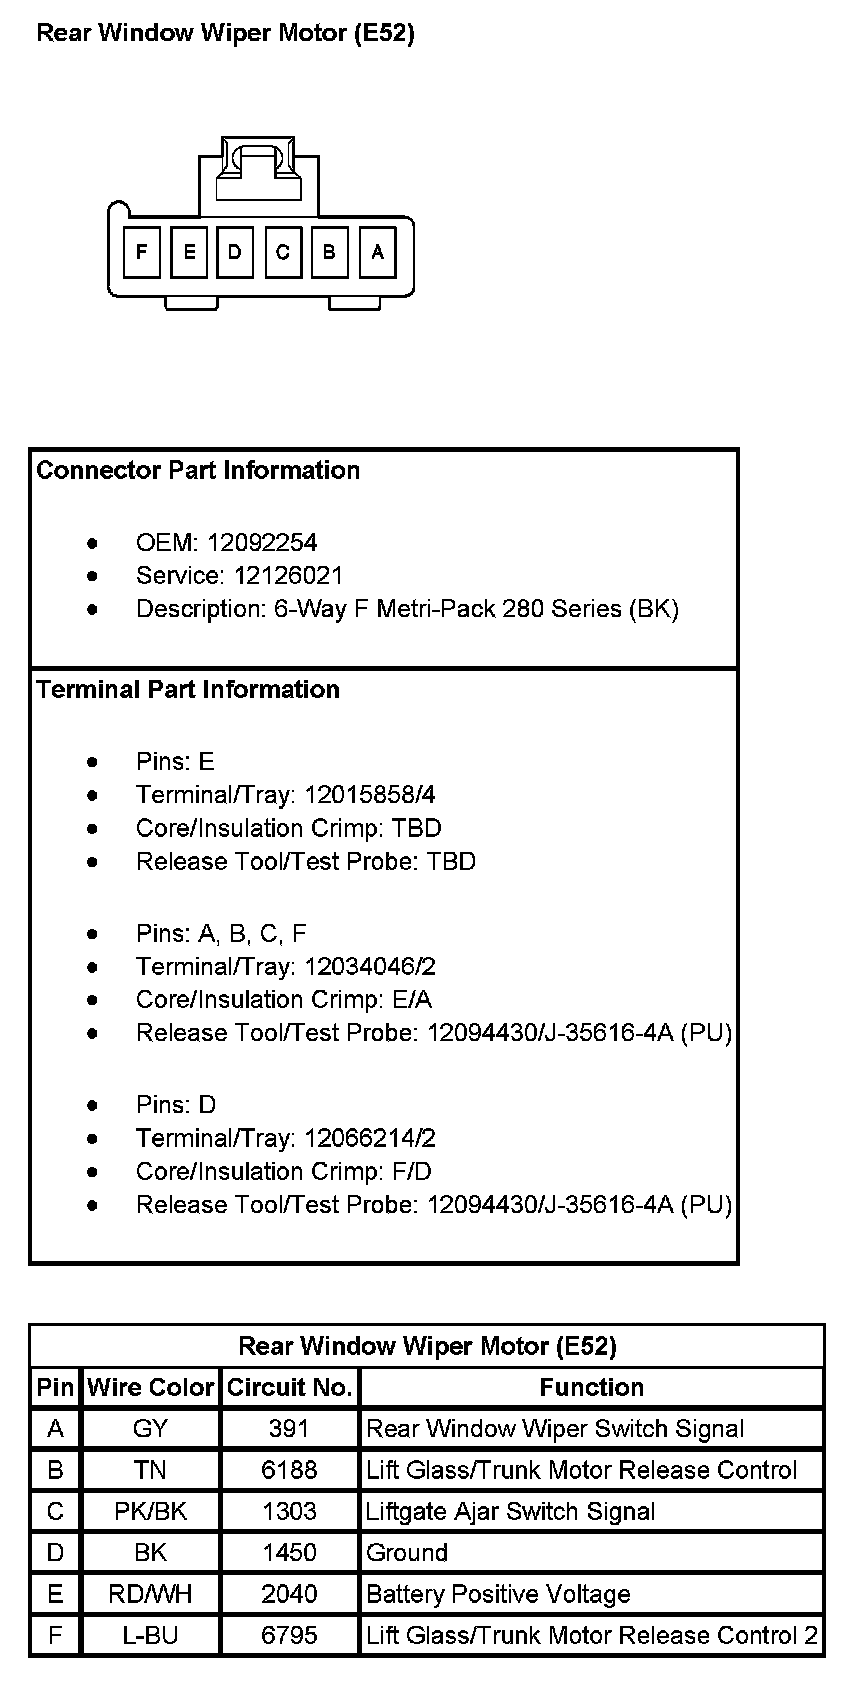 Rear Window Wiper Motor (E52)
F E D C B A
Connector Part Information
● OEM: 12092254
● Service: 12126021
● Description: 6-Way F Metri-Pack 280 Series (BK)
Terminal Part Information
● Pins: E
● Terminal/Tray: 12015858/4
● Core/Insulation Crimp: TBD
● Release Tool/Test Probe: TBD
● Pins: A, B, C, F
● Terminal/Tray: 12034046/2
● Core/Insulation Crimp: E/A
● Release Tool/Test Probe: 12094430/J-35616-4A (PU)
● Pins: D
● Terminal/Tray: 12066214/2
● Core/Insulation Crimp: F/D
● Release Tool/Test Probe: 12094430/J-35616-4A (PU)
Rear Window Wiper Motor (E52)
Pin Wire Color Circuit No. Function
A GY 391 Rear Window Wiper Switch Signal
B TN 6188 Lift Glass/Trunk Motor Release Control
C PK/BK 1303 Liftgate Ajar Switch Signal
D BK 1450 Ground
E RD/WH 2040 Battery Positive Voltage
F L-BU 6795 Lift Glass/Trunk Motor Release Control 2